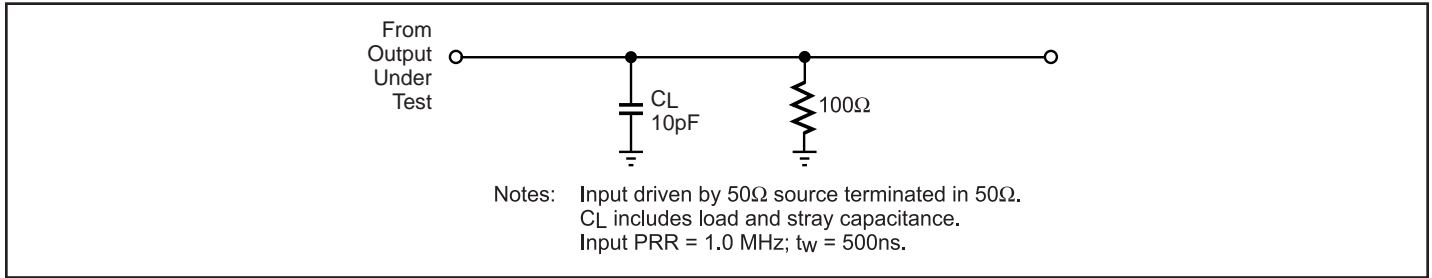 From
Output
Under
Test
CL
10pF
100Ω
Notes: Input driven by 50Ω source terminated in 50Ω.
CL includes load and stray capacitance.
Input PRR = 1.0 MHz; tw = 500ns.